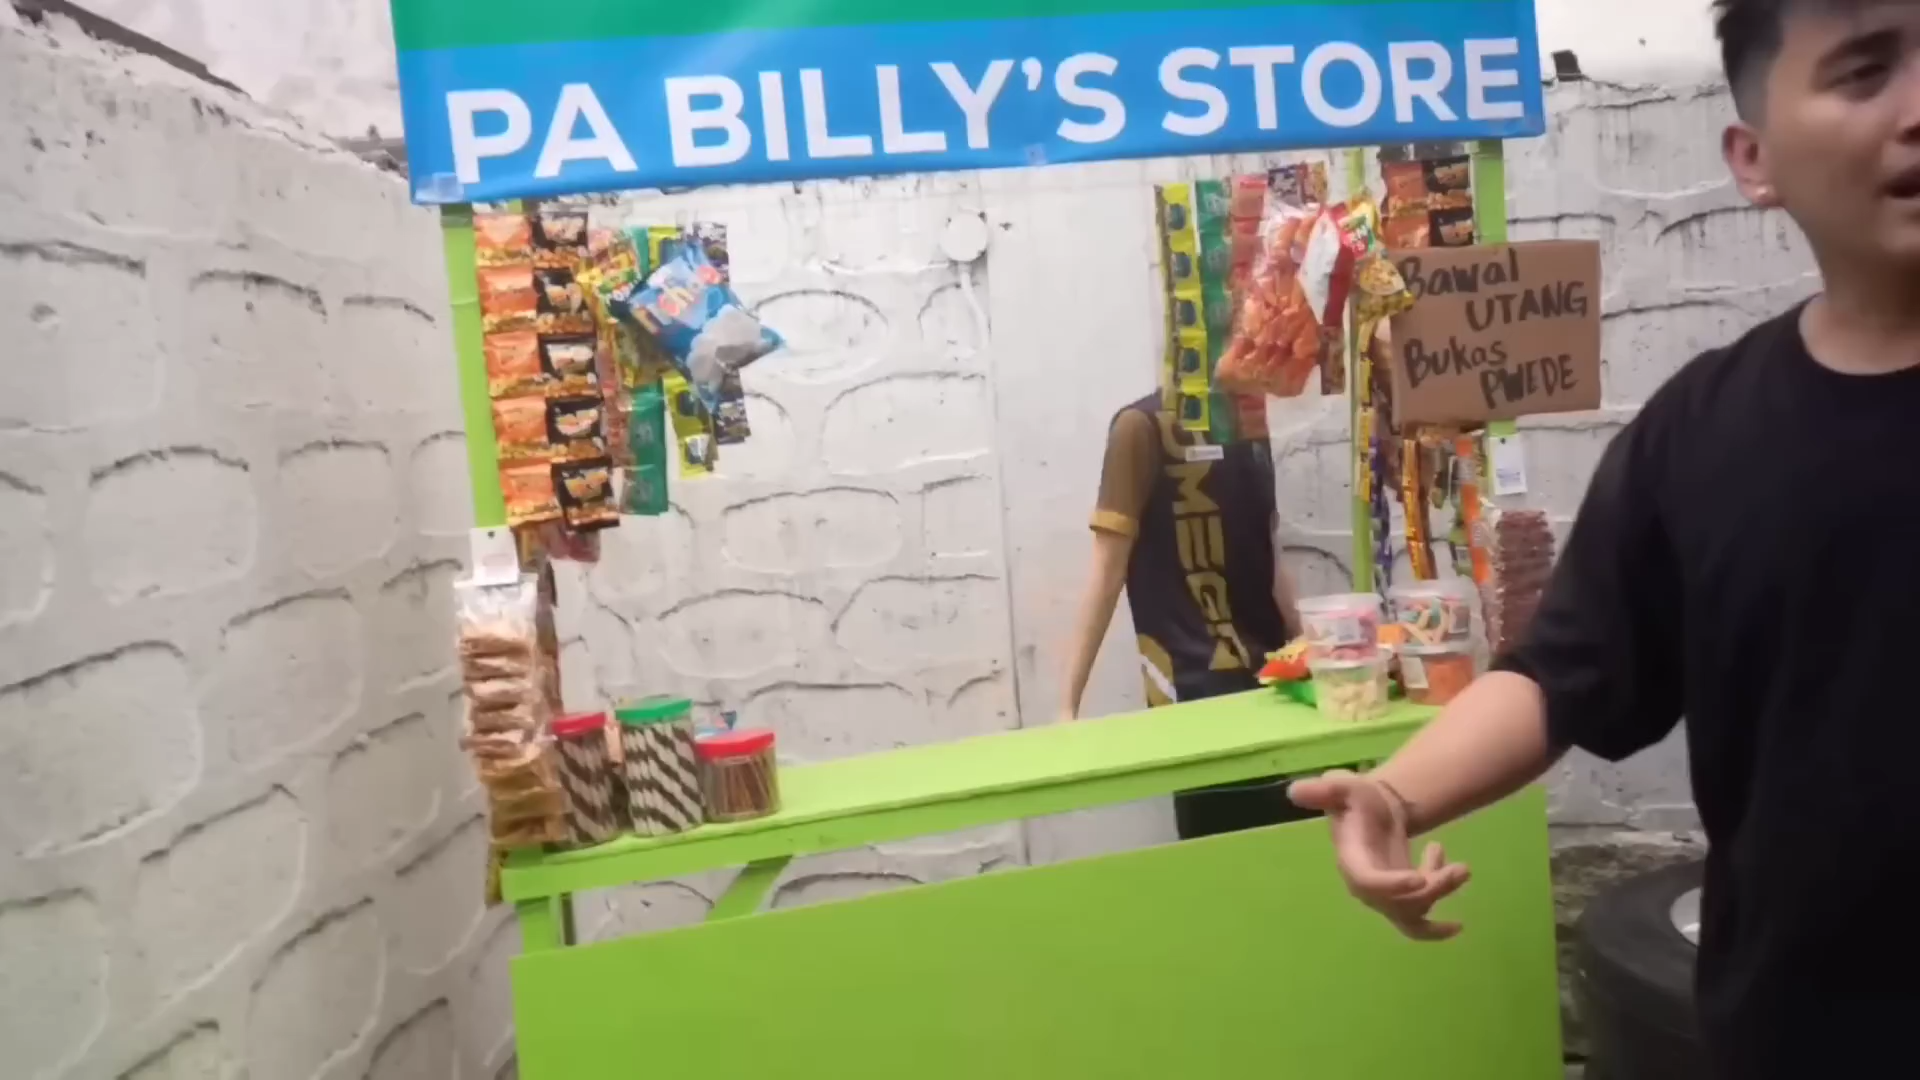 PA BILLY'S STORE
Bawal
UTANG
Bukas
PWEDE
OMEGA